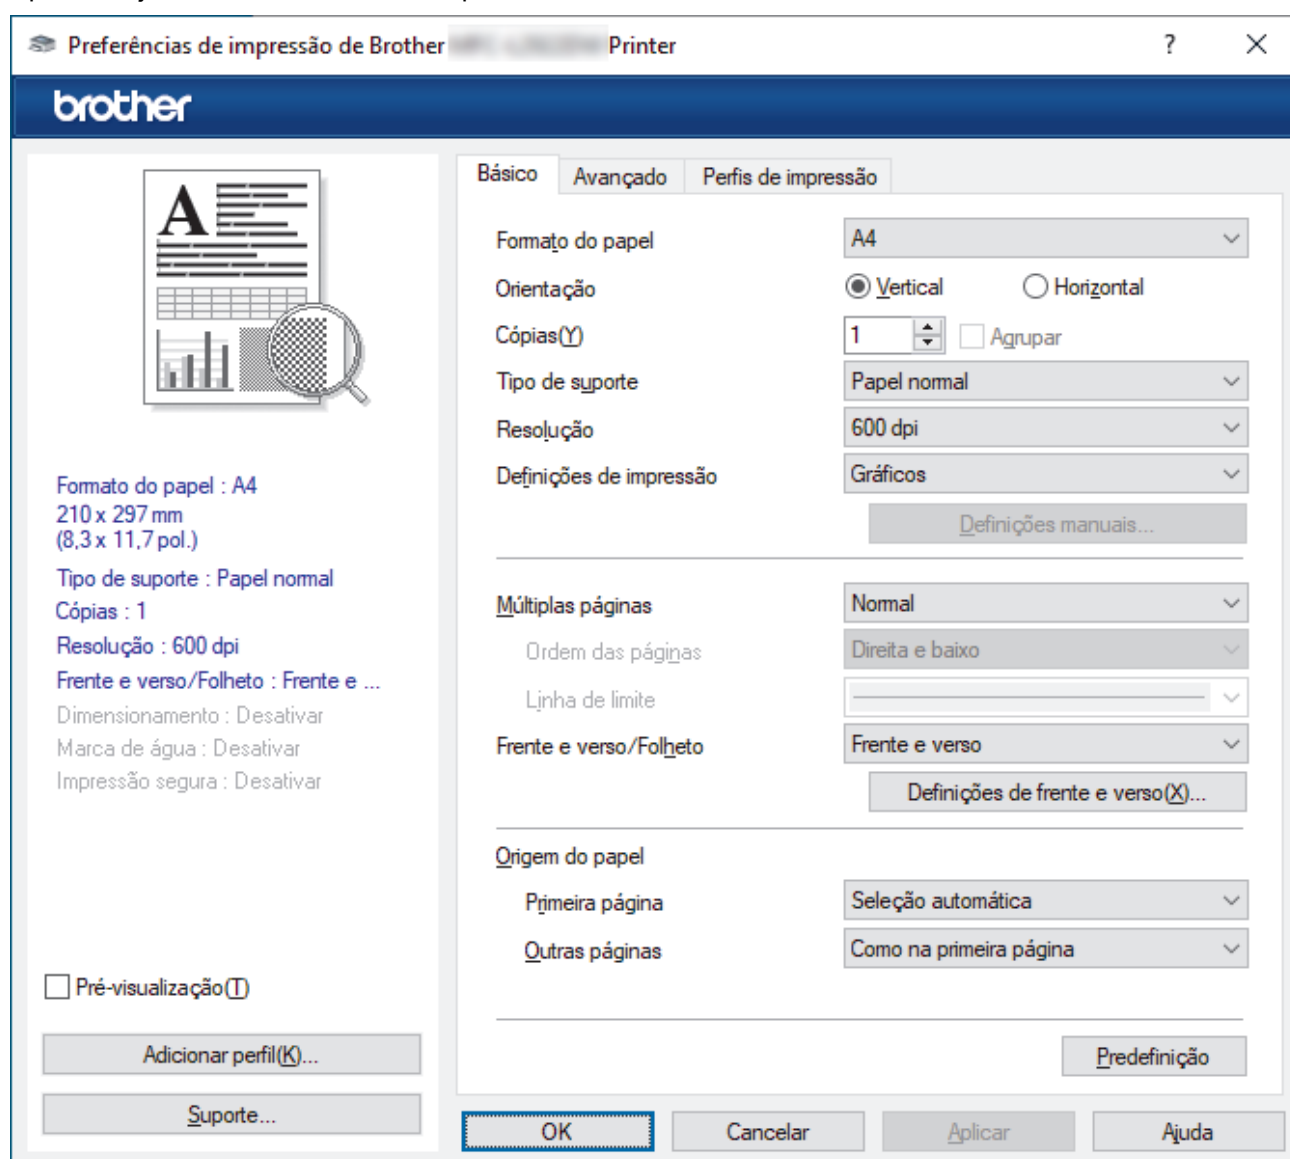 Preferências de impressão de Brother Printer
?
brother
A
Formato do papel : A4
210 x 297 mm
(8,3 x 11,7 pol.)
Tipo de suporte : Papel normal
Cópias : 1
Resolução : 600 dpi
Frente e verso/Folheto : Frente e ...
Dimensionamento : Desativar
Marca de água : Desativar
Impressão segura : Desativar
Pré-visualização(T)
Adicionar perfil(K)...
Suporte...
Básico Avançado Perfis de impressão
Formato do papel A4
Orientação Vertical Horizontal
Cópias(Y) 1 Agrupar
Tipo de suporte Papel normal
Resolução 600 dpi
Definições de impressão Gráficos
Definições manuais...
Múltiplas páginas Normal
Ordem das páginas Direita e baixo
Linha de limite
Frente e verso/Folheto Frente e verso
Definições de frente e verso(X)...
Origem do papel
Primeira página Seleção automática
Outras páginas Como na primeira página
Predefinição
OK Cancelar Aplicar Ajuda